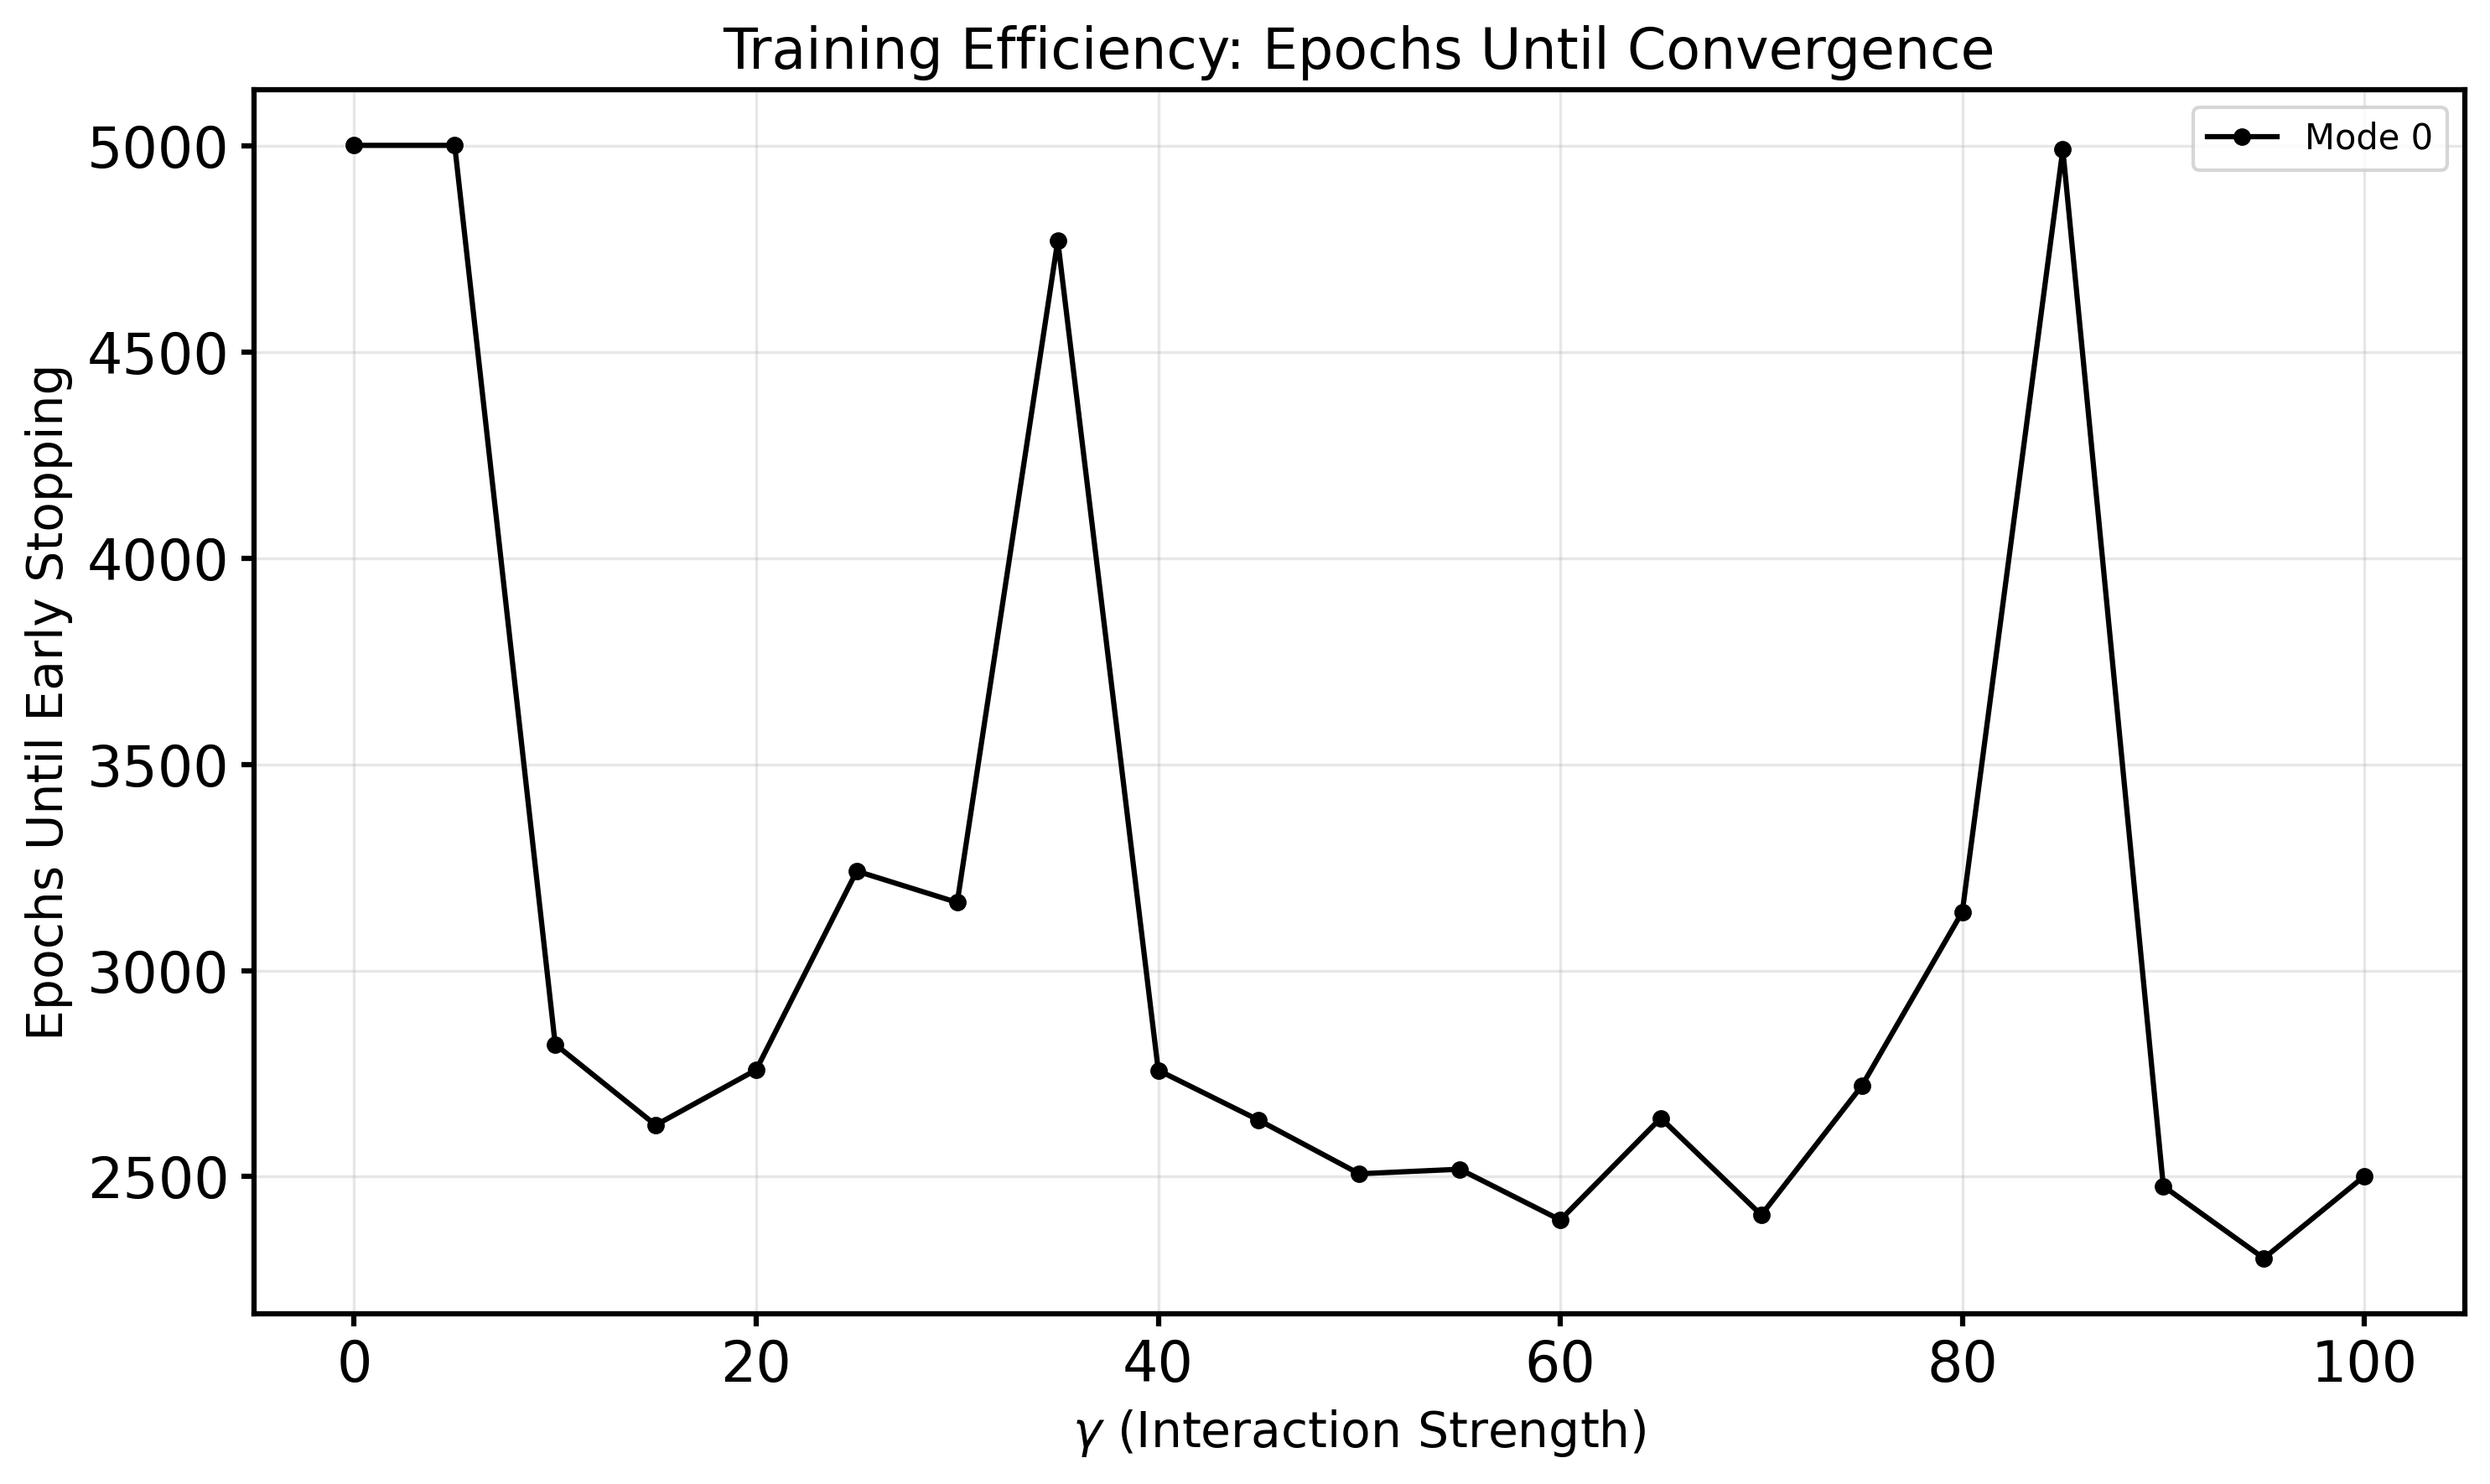 Training Efficiency: Epochs Until Convergence
Mode 0
Epochs Until Early Stopping
5000
4500
4000
3500
3000
2500
0 20 40 60 80 100
γ (Interaction Strength)